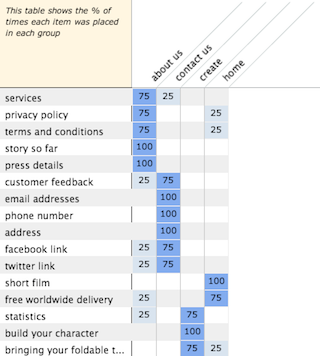 This table shows the % of
times each item was placed
in each group
about us
contact us
create
home
services 75 25
privacy policy 75 25
terms and conditions 75 25
story so far 100
press details 100
customer feedback 25 75
email addresses 100
phone number 100
address 100
facebook link 25 75
twitter link 25 75
short film 100
free worldwide delivery 25 75
statistics 25 75
build your character 100
bringing your foldable t... 75 25